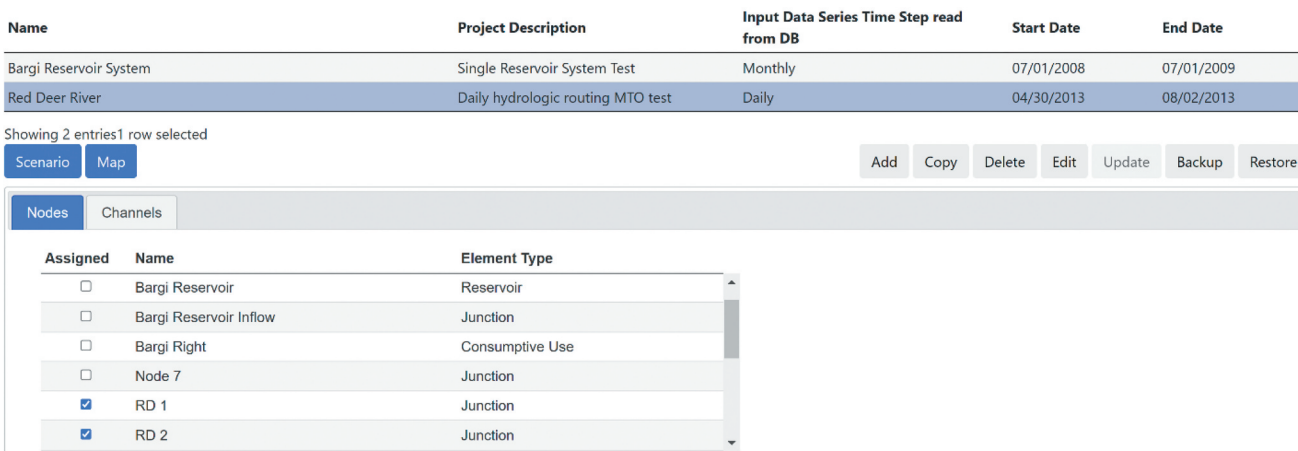 Name Project Description Input Data Series Time Step read from DB Start Date End Date
Bargi Reservoir System Single Reservoir System Test Monthly 07/01/2008 07/01/2009
Red Deer River Daily hydrologic routing MTO test Daily 04/30/2013 08/02/2013
Showing 2 entries1 row selected
Scenario Map Add Copy Delete Edit Update Backup Restore
Nodes Channels
Assigned Name Element Type
Bargi Reservoir Reservoir
Bargi Reservoir Inflow Junction
Bargi Right Consumptive Use
Node 7 Junction
RD 1 Junction
RD 2 Junction